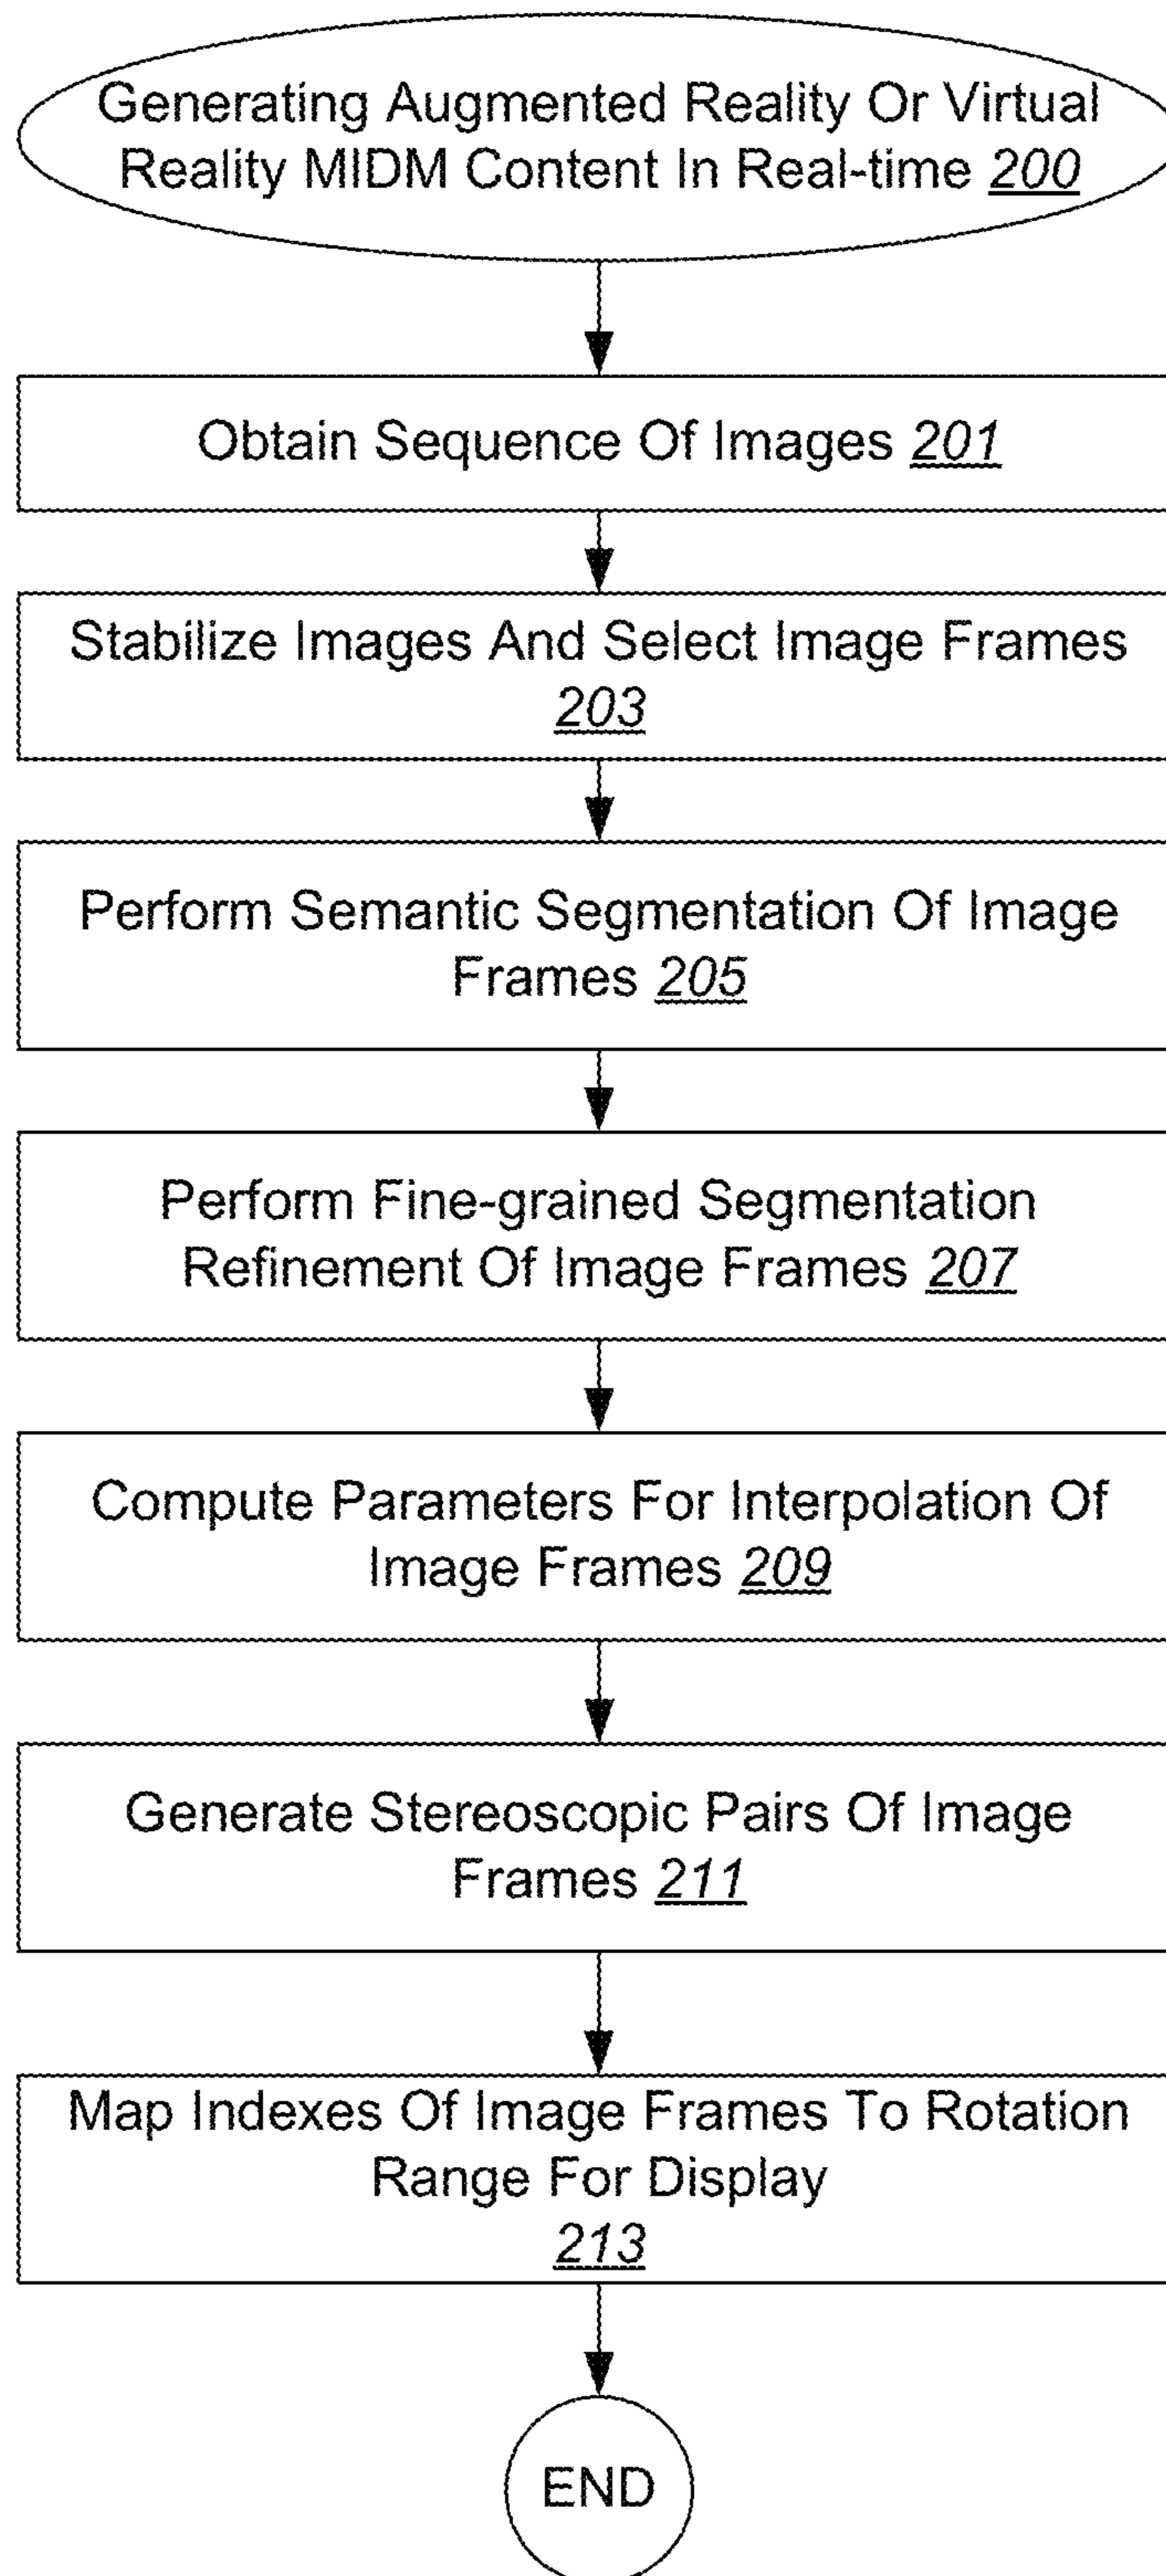 Generating Augmented Reality Or Virtual
Reality MIDM Content In Real-time 200
Obtain Sequence Of Images 201
Stabilize Images And Select Image Frames
203
Perform Semantic Segmentation Of Image
Frames 205
Perform Fine-grained Segmentation
Refinement Of Image Frames 207
Compute Parameters For Interpolation Of
Image Frames 209
Generate Stereoscopic Pairs Of Image
Frames 211
Map Indexes Of Image Frames To Rotation
Range For Display
213
END